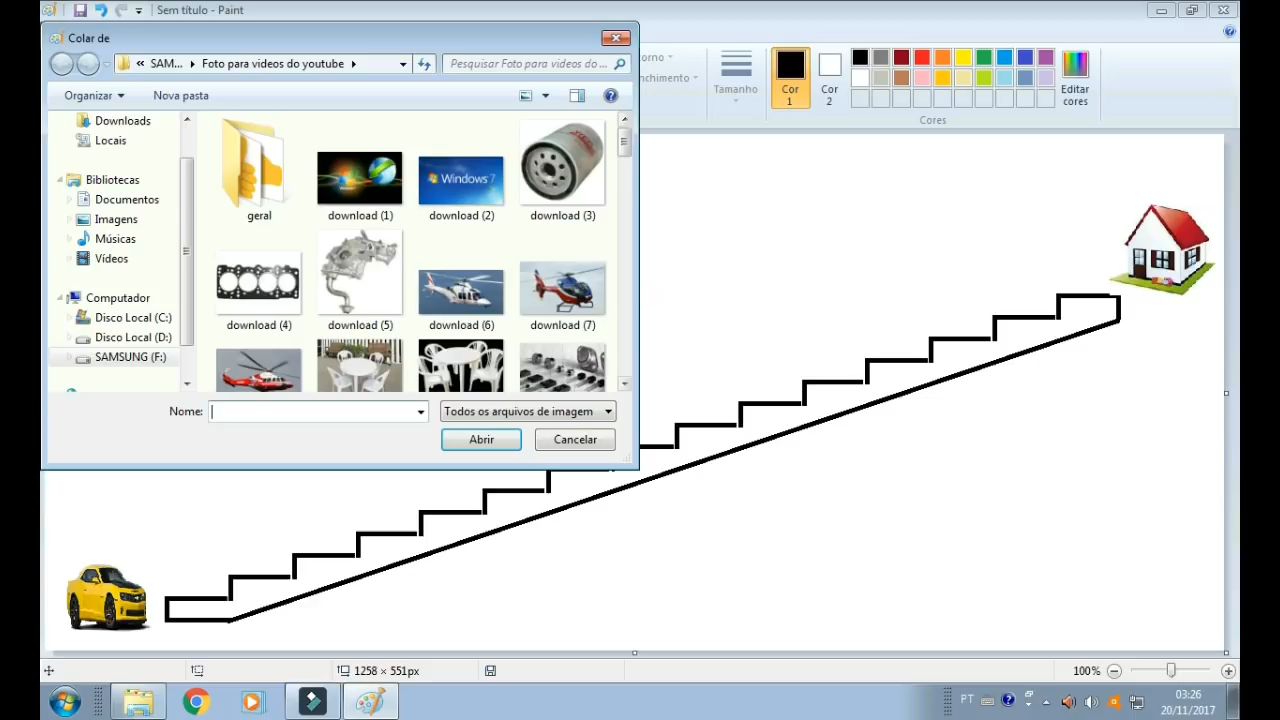 Sem título - Paint
Colar de
« SAM... Foto para videos do youtube
Pesquisar Foto para videos do ...
Organizar
Nova pasta
Downloads
Locais
Bibliotecas
Documentos
Imagens
Músicas
Vídeos
Computador
Disco Local (C:)
Disco Local (D:)
SAMSUNG (F:)
geral
download (1)
Windows 7
download (2)
download (3)
download (4)
download (5)
download (6)
download (7)
Nome:
Todos os arquivos de imagem
Abrir
Cancelar
orno
nchimento
Tamanho
Cor
1
Cor
2
Editar
cores
Cores
1258 × 551px
100%
PT
03:26
20/11/2017